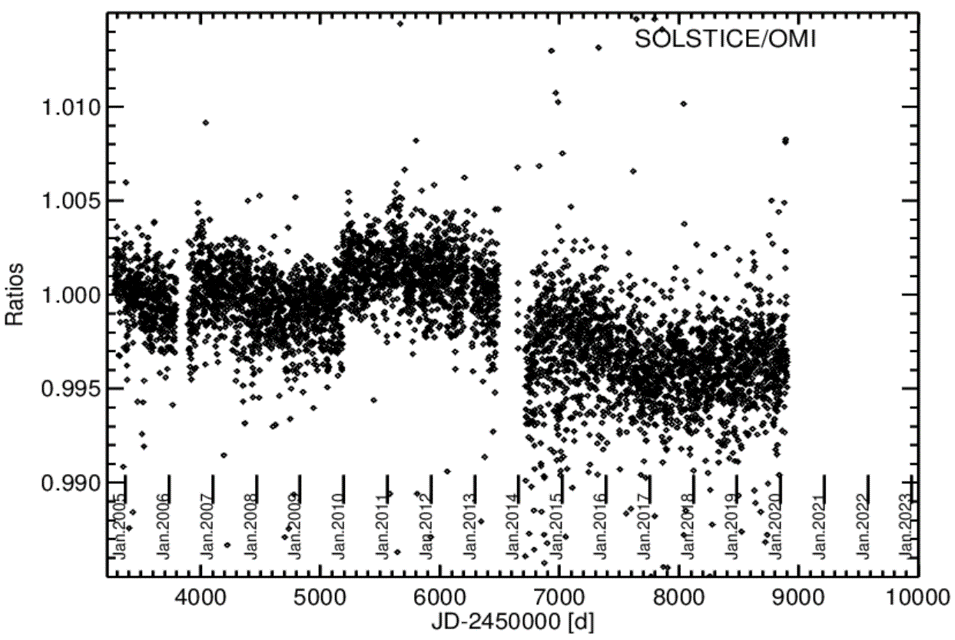 SOLSTICE/OMI
1.010
1.005
1.000
0.995
0.990
Ratios
Jan.2005
Jan.2006
Jan.2007
Jan.2008
Jan.2009
Jan.2010
Jan.2011
Jan.2012
Jan.2013
Jan.2014
Jan.2015
Jan.2016
Jan.2017
Jan.2018
Jan.2019
Jan.2020
Jan.2021
Jan.2022
Jan.2023
4000 5000 6000 7000 8000 9000 10000
JD-2450000 [d]